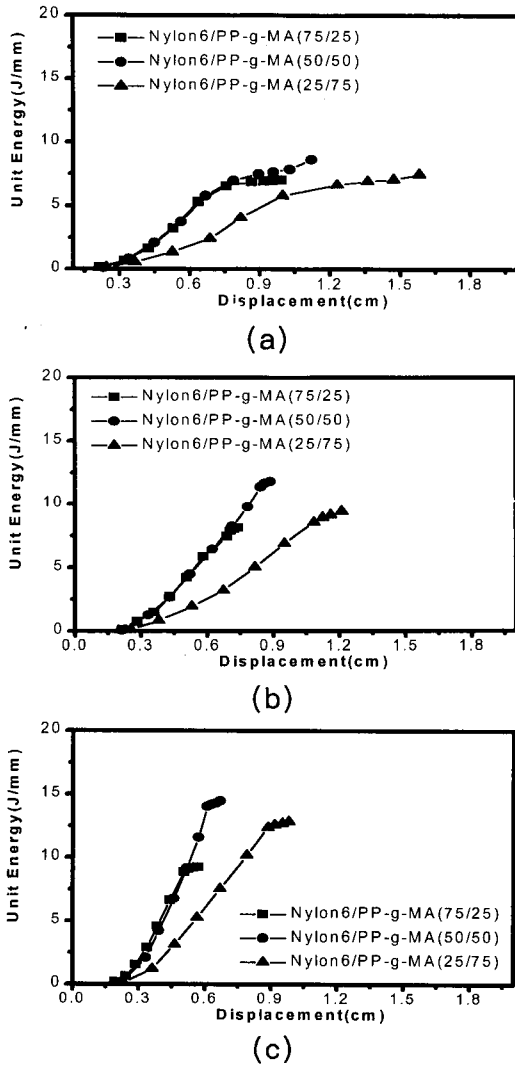 Unit Energy(J/mm)
20
15
10
5
0
Nylon6/PP-g-MA(75/25)
Nylon6/PP-g-MA(50/50)
Nylon6/PP-g-MA(25/75)
0.3 0.6 0.9 1.2 1.5 1.8
Displacement(cm)
(a)
Unit Energy(J/mm)
20
15
10
5
0
Nylon6/PP-g-MA(75/25)
Nylon6/PP-g-MA(50/50)
Nylon6/PP-g-MA(25/75)
0.0 0.3 0.6 0.9 1.2 1.5 1.8
Displacement(cm)
(b)
Unit Energy(J/mm)
20
15
10
5
0
Nylon6/PP-g-MA(75/25)
Nylon6/PP-g-MA(50/50)
Nylon6/PP-g-MA(25/75)
0.0 0.3 0.6 0.9 1.2 1.5 1.8
Displacement(cm)
(c)